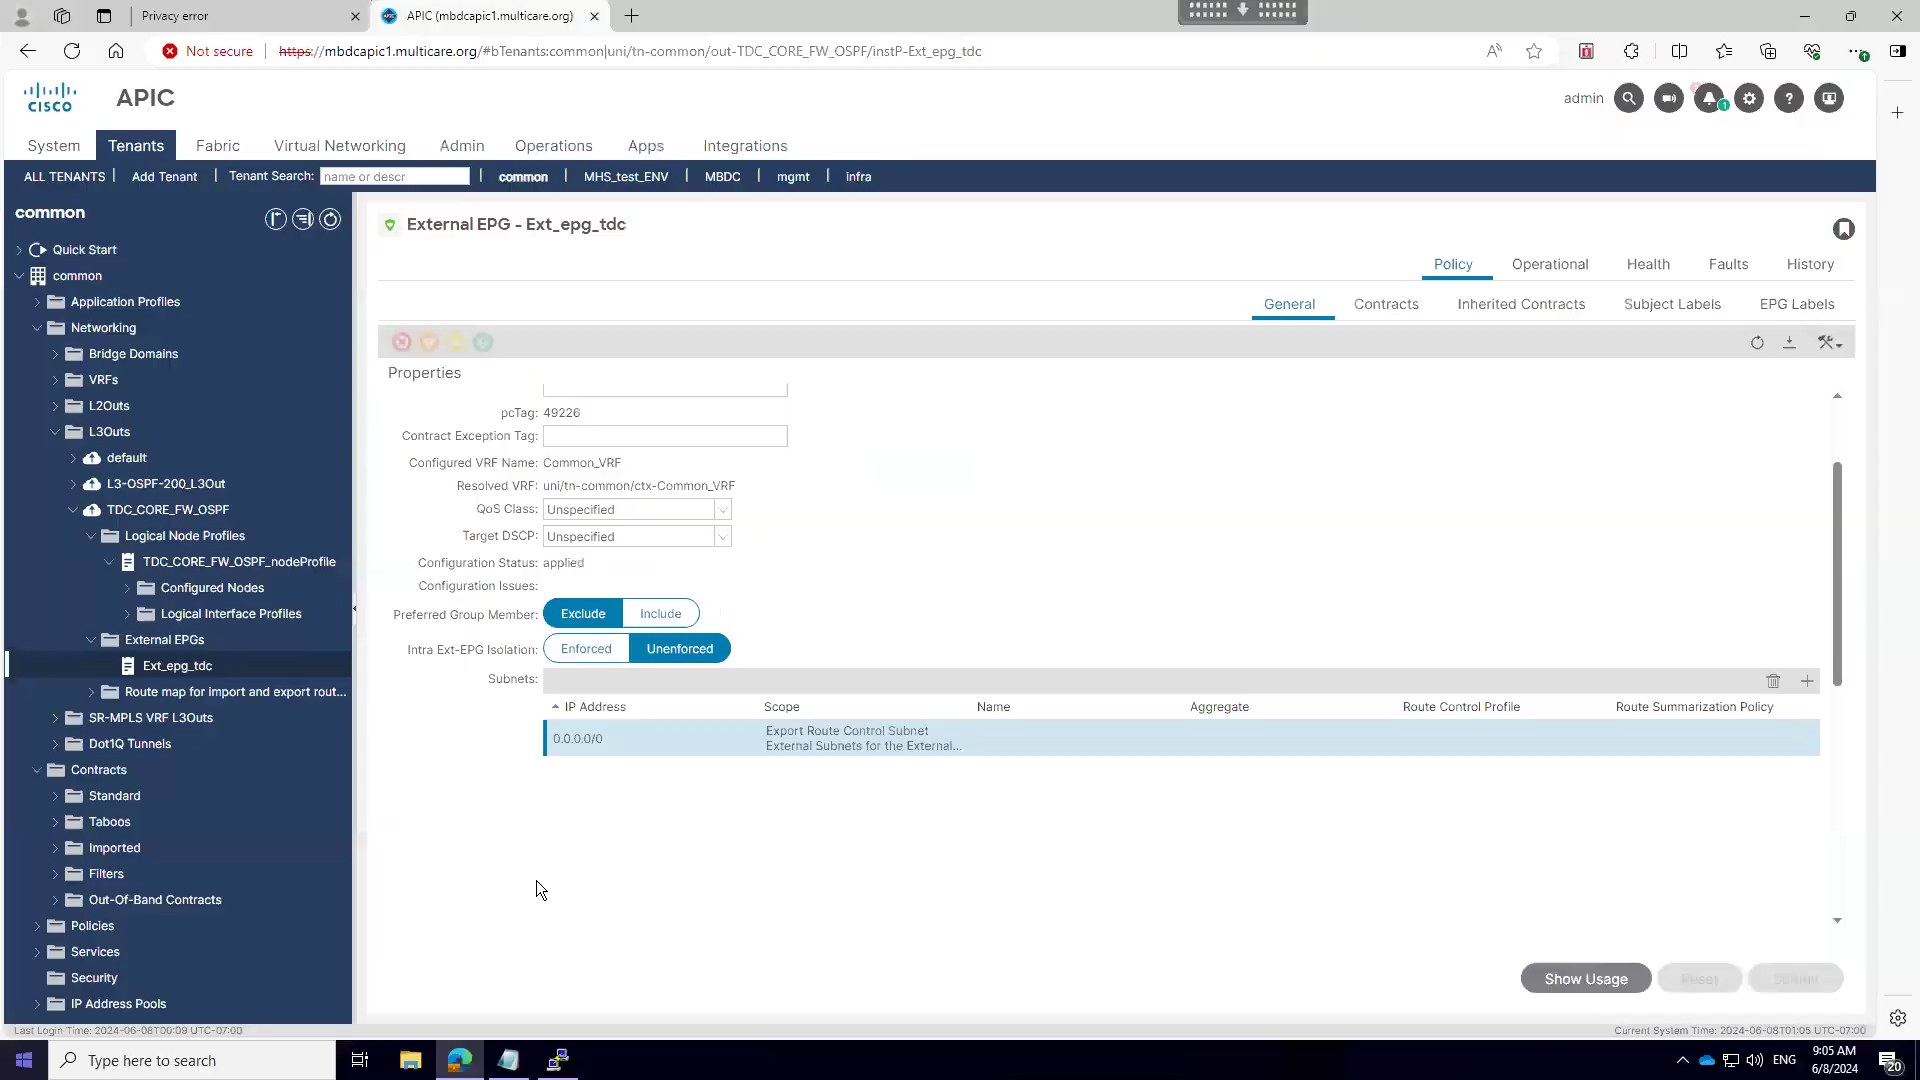 Privacy error
APIC (mbdcapic1.multicare.org)
Not secure
https://mbdcapic1.multicare.org/#bTenants:common|uni/tn-common/out-TDC_CORE_FW_OSPF/instP-Ext_epg_tdc
CISCO
APIC
admin
1
System
Tenants
Fabric
Virtual Networking
Admin
Operations
Apps
Integrations
ALL TENANTS
Add Tenant
Tenant Search:
name or descr
common
MHS_test_ENV
MBDC
mgmt
infra
common
Quick Start
common
Application Profiles
Networking
Bridge Domains
VRFs
L2Outs
L3Outs
default
L3-OSPF-200_L3Out
TDC_CORE_FW_OSPF
Logical Node Profiles
TDC_CORE_FW_OSPF_nodeProfile
Configured Nodes
Logical Interface Profiles
External EPGs
Ext_epg_tdc
Route map for import and export rout...
SR-MPLS VRF L3Outs
Dot1Q Tunnels
Contracts
Standard
Taboos
Imported
Filters
Out-Of-Band Contracts
Policies
Services
Security
IP Address Pools
External EPG - Ext_epg_tdc
Policy
Operational
Health
Faults
History
General
Contracts
Inherited Contracts
Subject Labels
EPG Labels
Properties
pcTag: 49226
Contract Exception Tag:
Configured VRF Name: Common_VRF
Resolved VRF: uni/tn-common/ctx-Common_VRF
QoS Class: Unspecified
Target DSCP: Unspecified
Configuration Status: applied
Configuration Issues:
Preferred Group Member: Exclude Include
Intra Ext-EPG Isolation: Enforced Unenforced
Subnets:
IP Address
Scope
Name
Aggregate
Route Control Profile
Route Summarization Policy
0.0.0.0/0
Export Route Control Subnet
External Subnets for the External...
Show Usage
Reset
Submit
Last Login Time: 2024-06-08T00:09 UTC-07:00
Current System Time: 2024-06-08T01:05 UTC-07:00
Type here to search
ENG
9:05 AM
6/8/2024
20